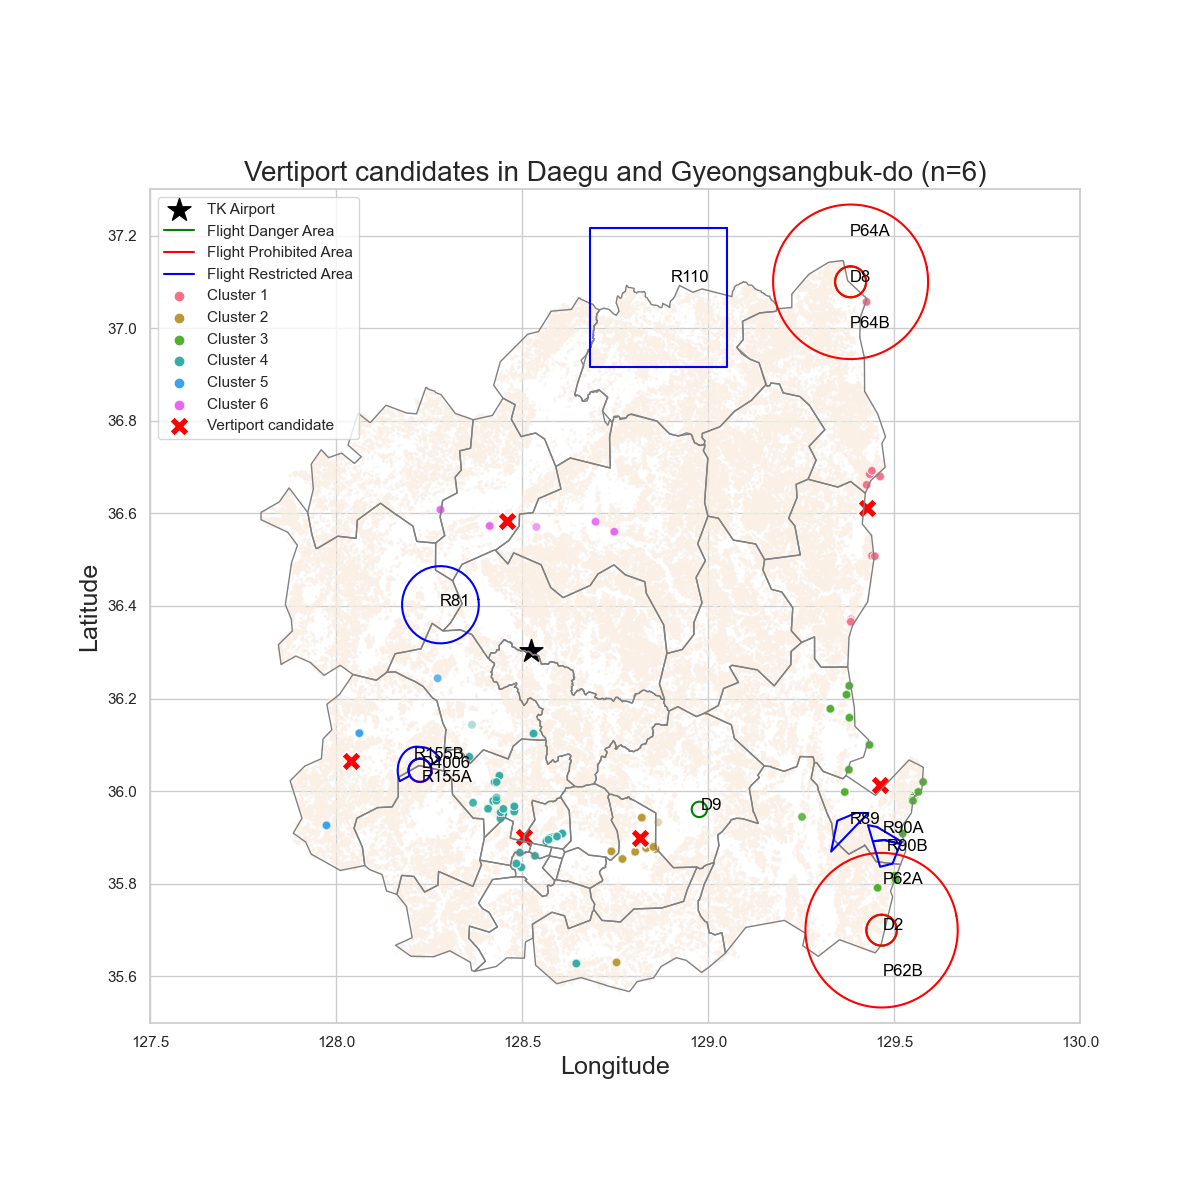 Vertiport candidates in Daegu and Gyeongsangbuk-do (n=6)
TK Airport
Flight Danger Area
Flight Prohibited Area
Flight Restricted Area
Cluster 1
Cluster 2
Cluster 3
Cluster 4
Cluster 5
Cluster 6
Vertiport candidate
P64A
R110
D8
P64B
R81
R155B
D4006
R155A
D9
R89
R90A
R90B
P62A
D2
P62B
37.2
37.0
36.8
36.6
36.4
36.2
36.0
35.8
35.6
Latitude
127.5
128.0
128.5
129.0
129.5
130.0
Longitude